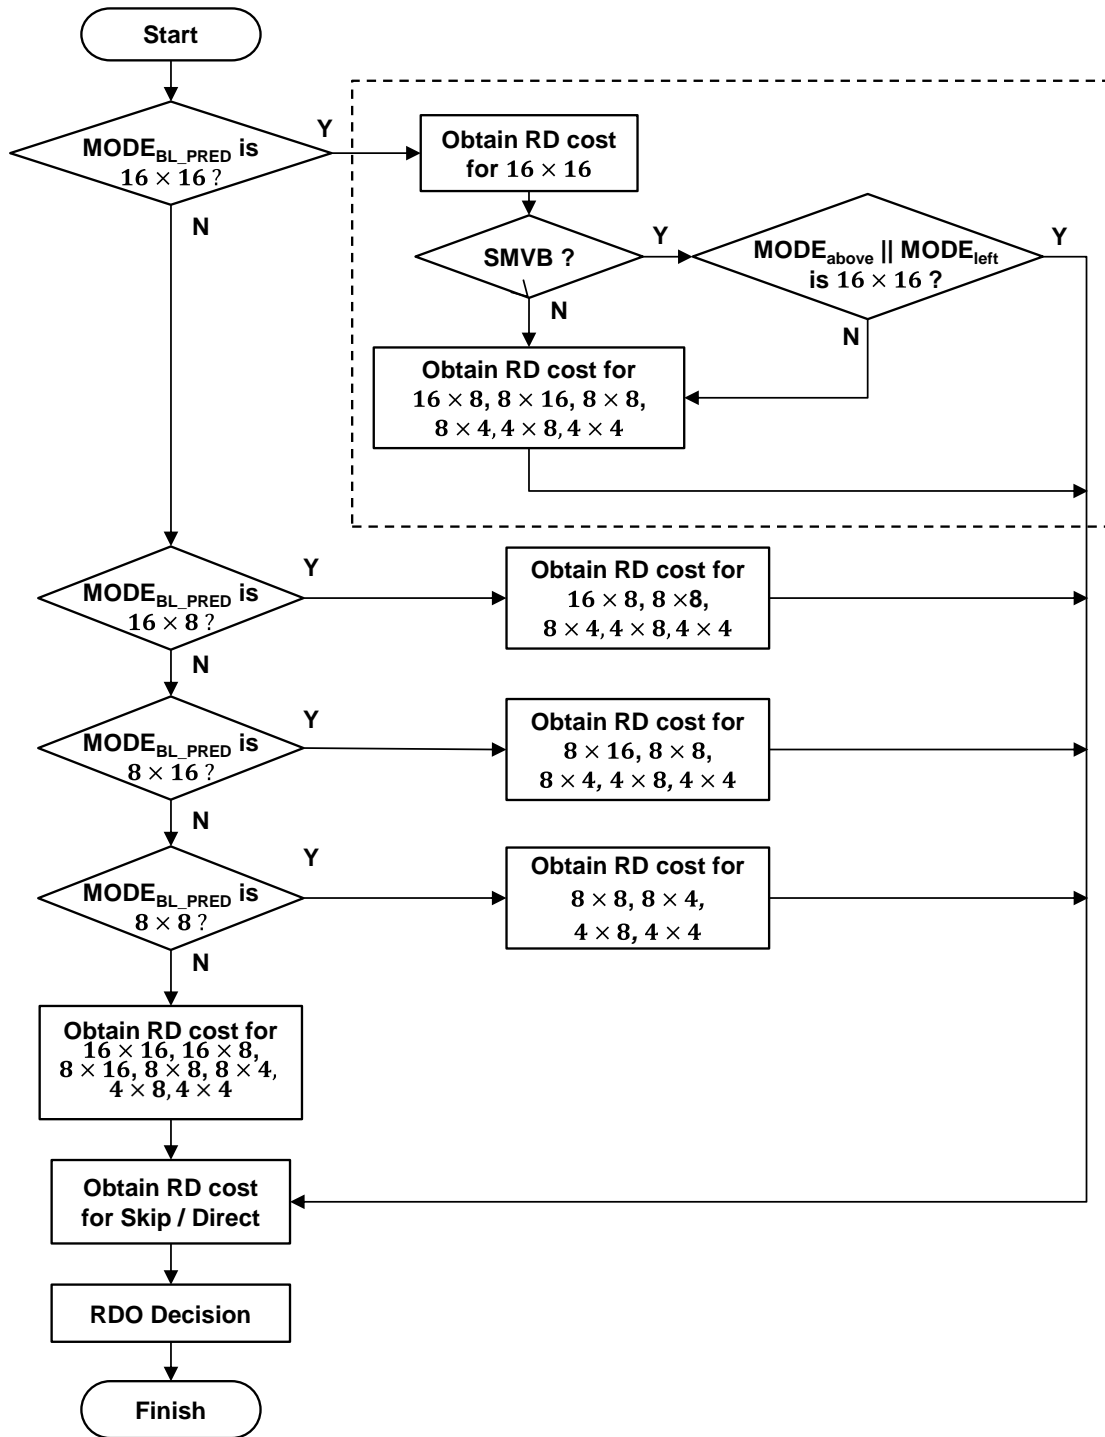 Start
MODE_BL_PRED is
16 × 16 ?
Y
N
Obtain RD cost
for 16 × 16
SMVB ?
Y
N
MODE_above || MODE_left
is 16 × 16 ?
Y
N
Obtain RD cost for
16 × 8, 8 × 16, 8 × 8,
8 × 4, 4 × 8, 4 × 4
MODE_BL_PRED is
16 × 8 ?
Y
N
Obtain RD cost for
16 × 8, 8 ×8,
8 × 4, 4 × 8, 4 × 4
MODE_BL_PRED is
8 × 16 ?
Y
N
Obtain RD cost for
8 × 16, 8 × 8,
8 × 4, 4 × 8, 4 × 4
MODE_BL_PRED is
8 × 8 ?
Y
N
Obtain RD cost for
8 × 8, 8 × 4,
4 × 8, 4 × 4
Obtain RD cost for
16 × 16, 16 × 8,
8 × 16, 8 × 8, 8 × 4,
4 × 8, 4 × 4
Obtain RD cost
for Skip / Direct
RDO Decision
Finish